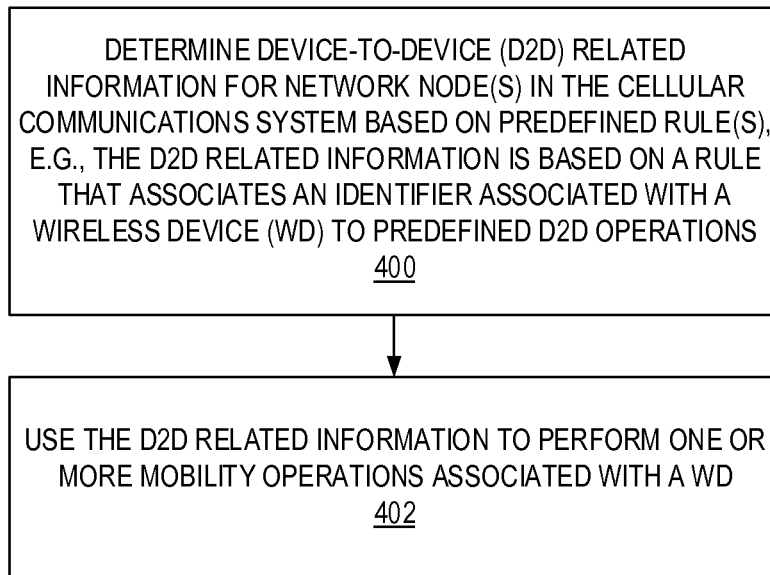 DETERMINE DEVICE-TO-DEVICE (D2D) RELATED
INFORMATION FOR NETWORK NODE(S) IN THE CELLULAR
COMMUNICATIONS SYSTEM BASED ON PREDEFINED RULE(S),
E.G., THE D2D RELATED INFORMATION IS BASED ON A RULE
THAT ASSOCIATES AN IDENTIFIER ASSOCIATED WITH A
WIRELESS DEVICE (WD) TO PREDEFINED D2D OPERATIONS
400
USE THE D2D RELATED INFORMATION TO PERFORM ONE OR
MORE MOBILITY OPERATIONS ASSOCIATED WITH A WD
402